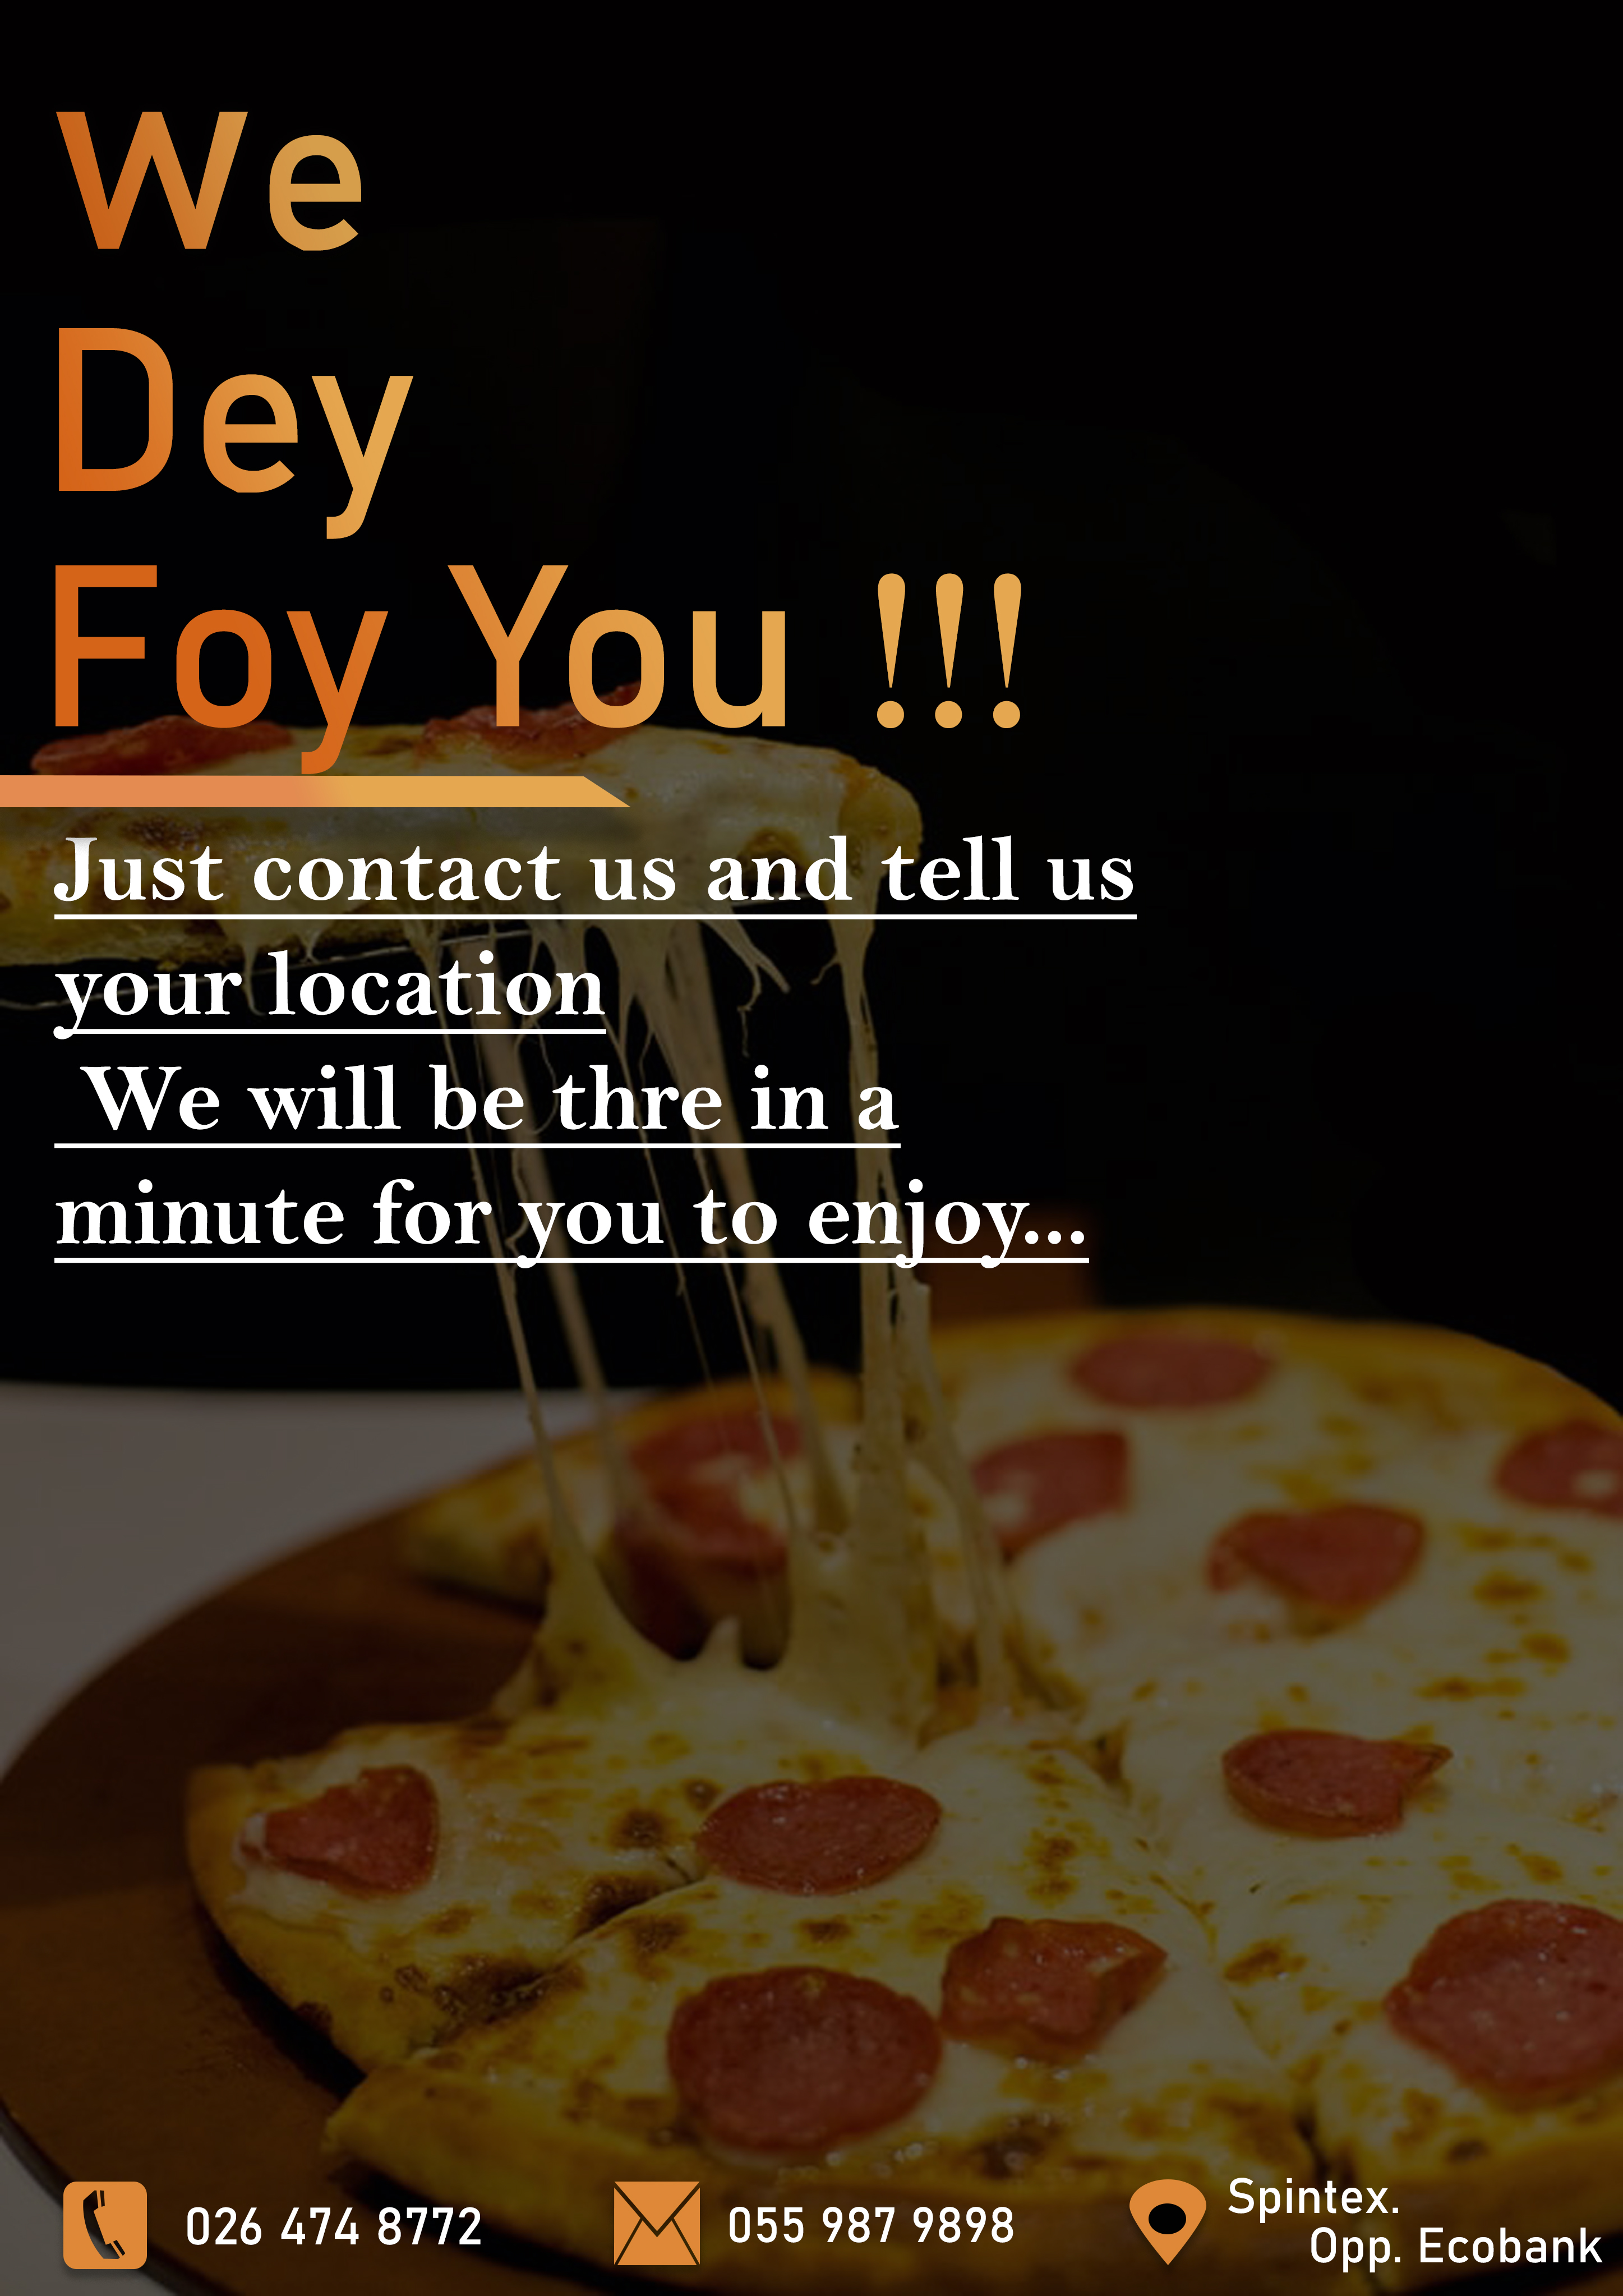 We
Dey
Foy You !!!
Just contact us and tell us
your location
We will be thre in a
minute for you to enjoy...
026 474 8772
055 987 9898
Spintex.
Opp. Ecobank